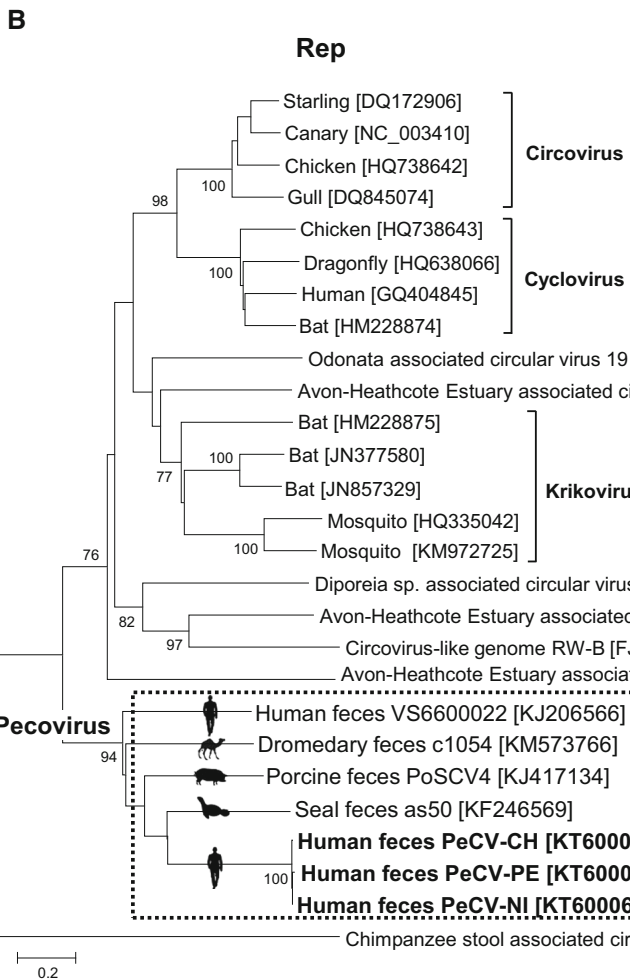 B
Rep
Starling [DQ172906]
Canary [NC_003410]
Chicken [HQ738642]
Gull [DQ845074]
Circovirus
98
100
Chicken [HQ738643]
Dragonfly [HQ638066]
Human [GQ404845]
Bat [HM228874]
Cyclovirus
100
Odonata associated circular virus 19
Avon-Heathcote Estuary associated
Bat [HM228875]
Bat [JN377580]
Bat [JN857329]
Mosquito [HQ335042]
Mosquito [KM972725]
100
77
100
76
Diporeia sp. associated circular virus
Avon-Heathcote Estuary associated
Circovirus-like genome RW-B
Avon-Heathcote Estuary
82
97
Pecovirus
Human feces VS6600022 [KJ206566]
Dromedary feces c1054 [KM573766]
Porcine feces PoSCV4 [KJ417134]
Seal feces as50 [KF246569]
Human feces PeCV-CH
Human feces PeCV-PE
Human feces PeCV-NI
94
100
Chimpanzee stool associated
0.2